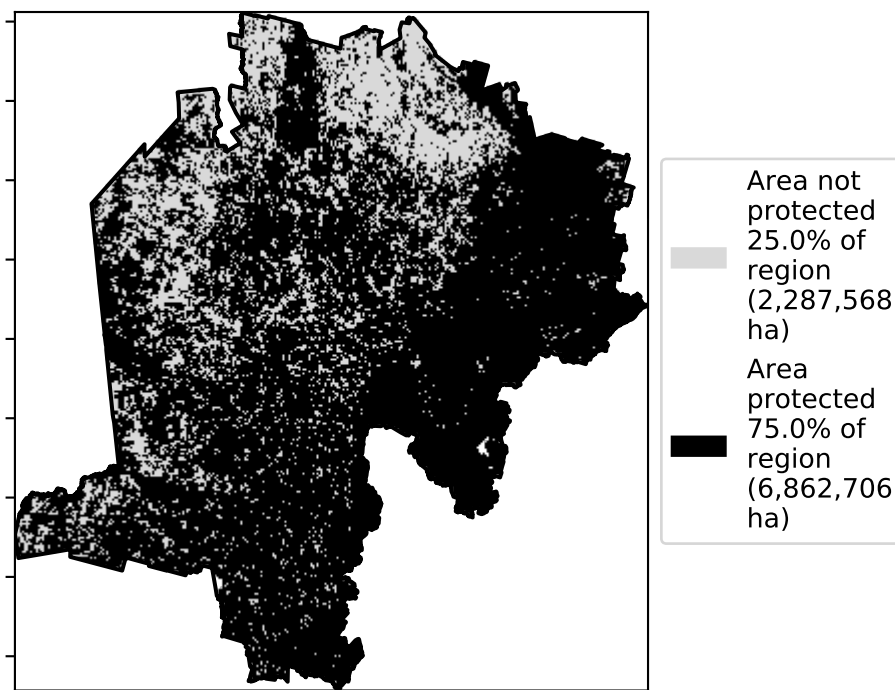 Area not
protected
25.0% of
region
(2,287,568
ha)
Area
protected
75.0% of
region
(6,862,706
ha)